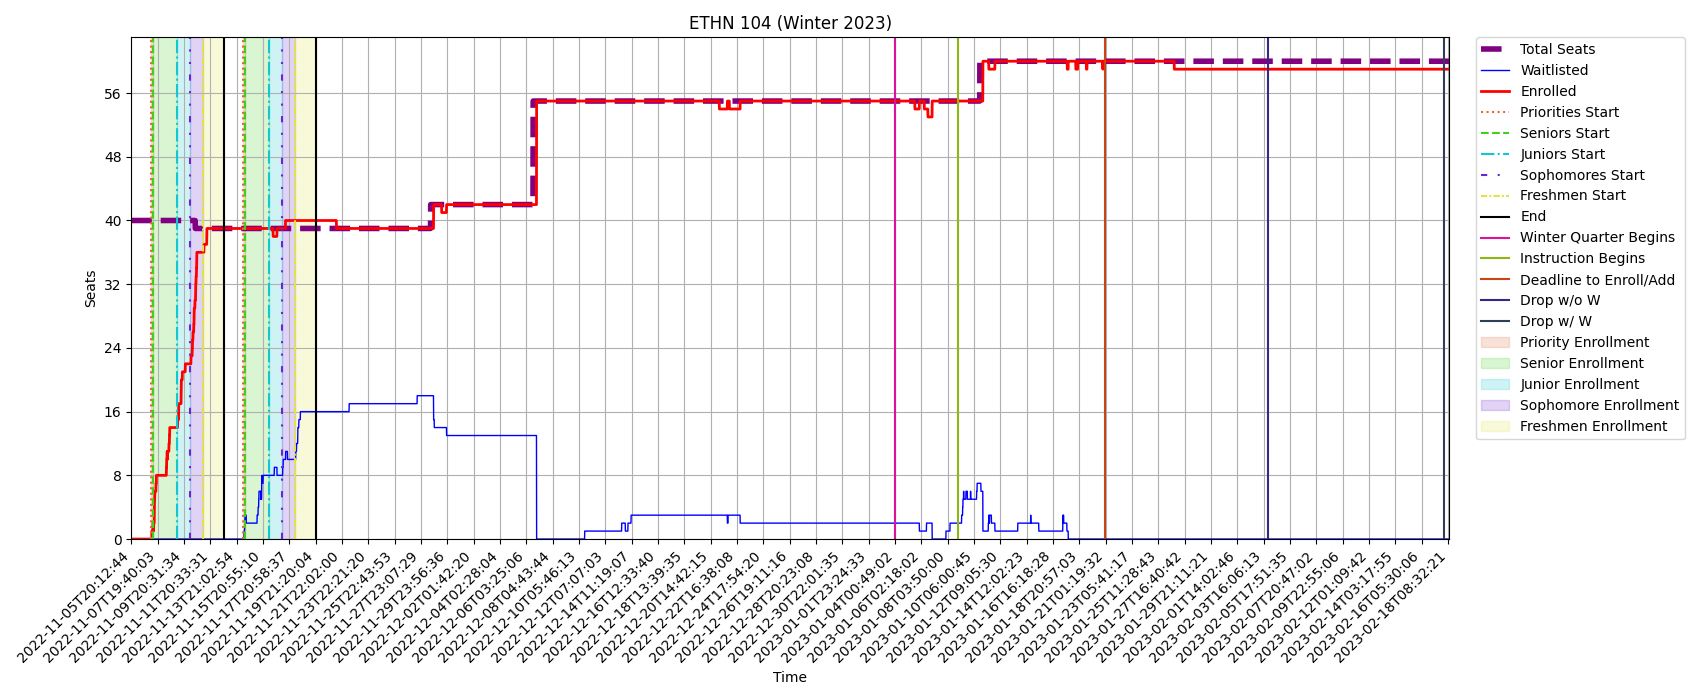 ETHN 104 (Winter 2023)
Seats
56
48
40
32
24
16
8
0
2022-11-05T20:12:44
2022-11-07T19:40:03
2022-11-09T20:31:34
2022-11-11T20:33:31
2022-11-13T21:02:54
2022-11-15T20:55:10
2022-11-17T20:58:37
2022-11-19T21:20:04
2022-11-21T22:02:00
2022-11-23T22:21:20
2022-11-25T22:43:53
2022-11-27T23:07:29
2022-11-29T23:56:36
2022-12-02T01:42:20
2022-12-04T02:28:04
2022-12-06T03:25:06
2022-12-08T04:43:44
2022-12-10T05:46:13
2022-12-12T07:07:03
2022-12-14T11:19:07
2022-12-16T12:33:40
2022-12-18T13:39:35
2022-12-20T14:42:15
2022-12-22T16:38:09
2022-12-24T17:54:20
2022-12-26T19:11:16
2022-12-28T20:23:08
2022-12-30T22:01:35
2023-01-01T23:24:33
2023-01-04T00:49:02
2023-01-06T02:18:02
2023-01-08T03:50:00
2023-01-10T06:00:45
2023-01-12T09:05:30
2023-01-14T12:02:23
2023-01-16T16:18:28
2023-01-18T20:57:03
2023-01-21T01:19:32
2023-01-23T05:41:17
2023-01-25T11:28:43
2023-01-27T16:40:42
2023-01-29T21:11:21
2023-02-01T14:02:46
2023-02-03T16:06:13
2023-02-05T17:51:35
2023-02-07T20:47:02
2023-02-09T22:55:06
2023-02-12T01:09:42
2023-02-14T03:17:55
2023-02-16T05:30:06
2023-02-18T08:32:21
Time
Total Seats
Waitlisted
Enrolled
Priorities Start
Seniors Start
Juniors Start
Sophomores Start
Freshmen Start
End
Winter Quarter Begins
Instruction Begins
Deadline to Enroll/Add
Drop w/o W
Drop w/ W
Priority Enrollment
Senior Enrollment
Junior Enrollment
Sophomore Enrollment
Freshmen Enrollment